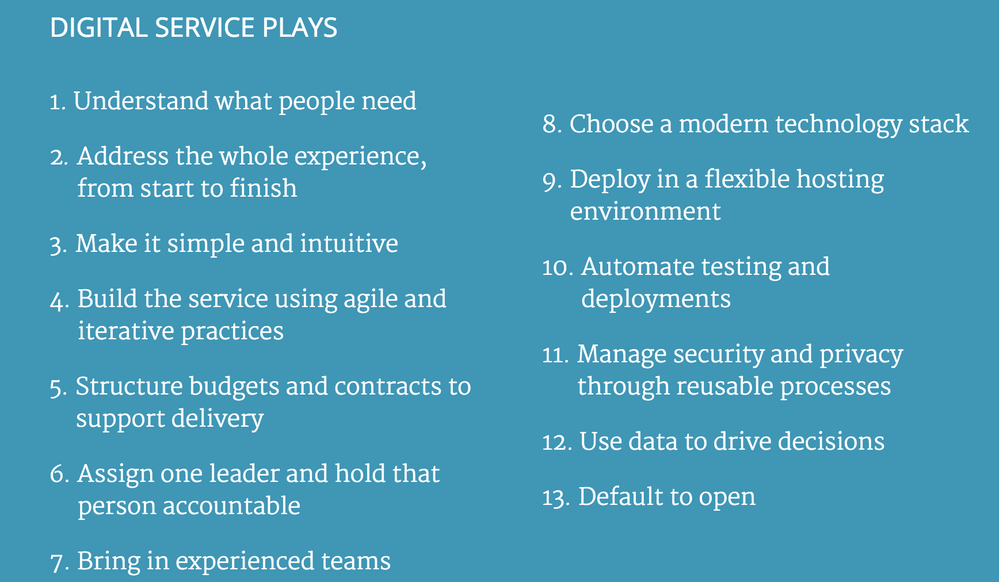 DIGITAL SERVICE PLAYS
1. Understand what people need
2. Address the whole experience,
from start to finish
3. Make it simple and intuitive
4. Build the service using agile and
iterative practices
5. Structure budgets and contracts to
support delivery
6. Assign one leader and hold that
person accountable
7. Bring in experienced teams
8. Choose a modern technology stack
9. Deploy in a flexible hosting
environment
10. Automate testing and
deployments
11. Manage security and privacy
through reusable processes
12. Use data to drive decisions
13. Default to open